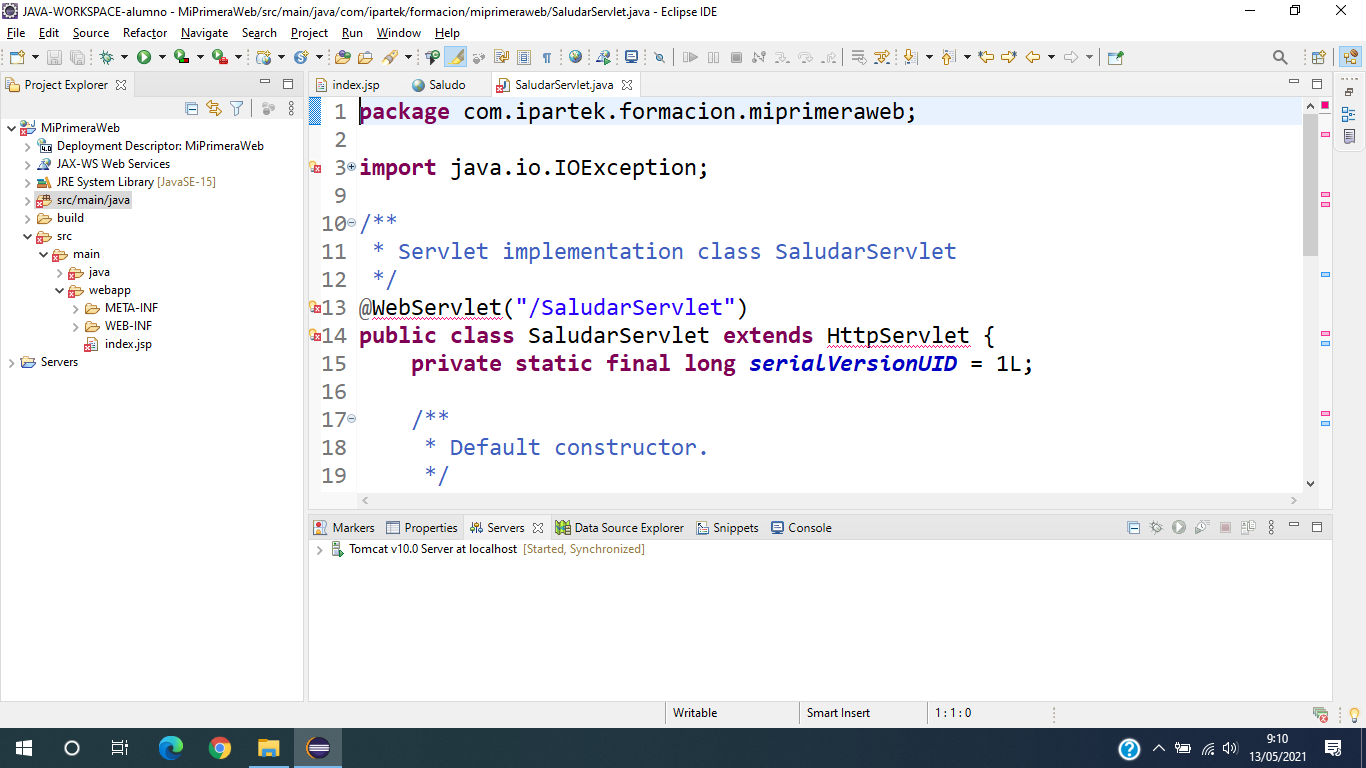 JAVA-WORKSPACE-alumno - MiPrimeraWeb/src/main/java/com/ipartek/formacion/miprimeraweb/SaludarServlet.java - Eclipse IDE
File Edit Source Refactor Navigate Search Project Run Window Help
Project Explorer
MiPrimeraWeb
Deployment Descriptor: MiPrimeraWeb
JAX-WS Web Services
JRE System Library [JavaSE-15]
src/main/java
build
src
main
java
webapp
META-INF
WEB-INF
index.jsp
Servers
index.jsp Saludo SaludarServlet.java
1 package com.ipartek.formacion.miprimeraweb;
2
3 import java.io.IOException;
9
10 /**
11 * Servlet implementation class SaludarServlet
12 */
13 @WebServlet("/SaludarServlet")
14 public class SaludarServlet extends HttpServlet {
15 private static final long serialVersionUID = 1L;
16
17 /**
18 * Default constructor.
19 */
Markers Properties Servers Data Source Explorer Snippets Console
Tomcat v10.0 Server at localhost [Started, Synchronized]
Writable Smart Insert 1 : 1 : 0
9:10
13/05/2021